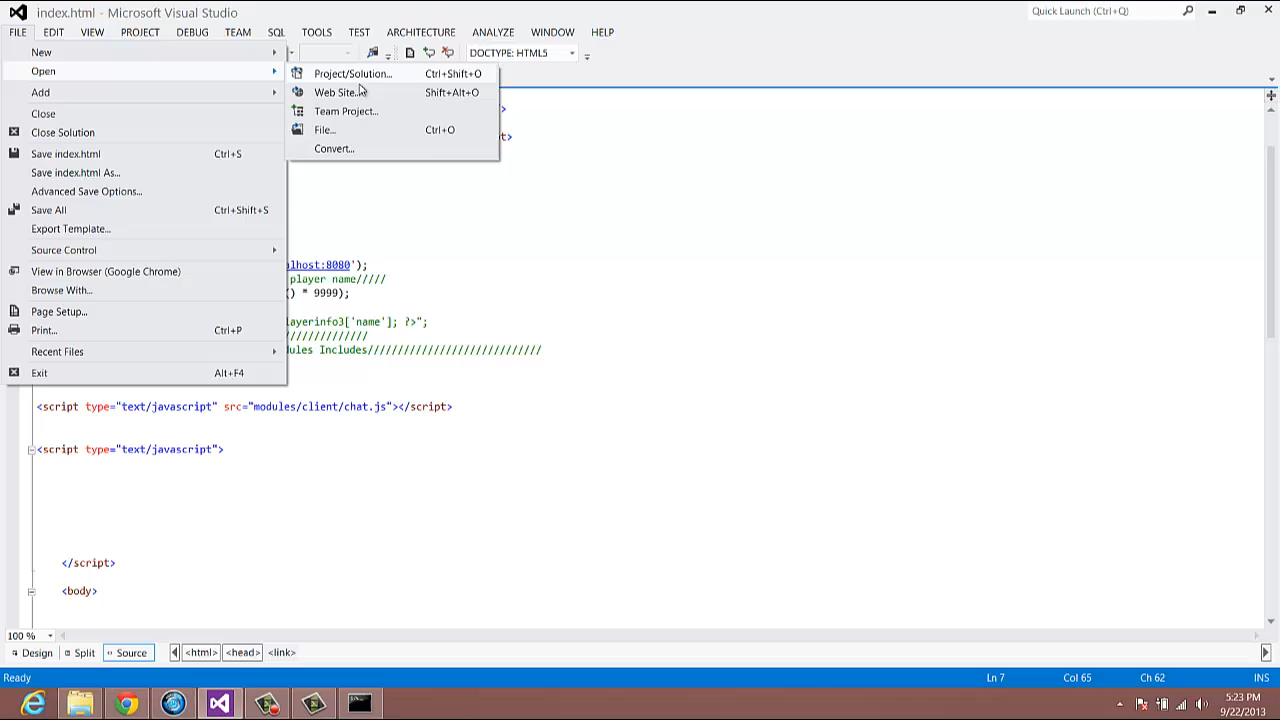 index.html - Microsoft Visual Studio
Quick Launch (Ctrl+Q)
FILE EDIT VIEW PROJECT DEBUG TEAM SQL TOOLS TEST ARCHITECTURE ANALYZE WINDOW HELP
DOCTYPE: HTML5
New
Open
Add
Close
Close Solution
Save index.html Ctrl+S
Save index.html As...
Advanced Save Options...
Save All Ctrl+Shift+S
Export Template...
Source Control
View in Browser (Google Chrome)
Browse With...
Page Setup...
Print... Ctrl+P
Recent Files
Exit Alt+F4
Project/Solution... Ctrl+Shift+O
Web Site... Shift+Alt+O
Team Project...
File... Ctrl+O
Convert...
>
t>
alhost:8080');
player name/////
() * 9999);
layerinfo3['name']; ?>";
//////////////
dules Includes/////////////////////////////
<script type="text/javascript" src="modules/client/chat.js"></script>
<script type="text/javascript">
</script>
<body>
100 %
Design Split Source <html> <head> <link>
Ready Ln 7 Col 65 Ch 62 INS
5:23 PM
9/22/2013